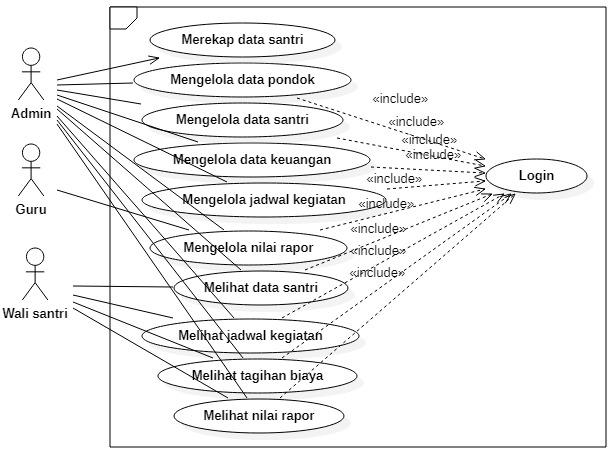 Merekap data santri
Mengelola data pondok
Admin
«include»
Mengelola data santri
«include»
«include»
Mengelola data keuangan
«include»
Login
«include»
Mengelola jadwal kegiatan
«include»
Guru
«include»
Mengelola nilai rapor
«include»
«include»
Melihat data santri
Wali santri
Melihat jadwal kegiatan
Melihat tagihan biaya
Melihat nilai rapor